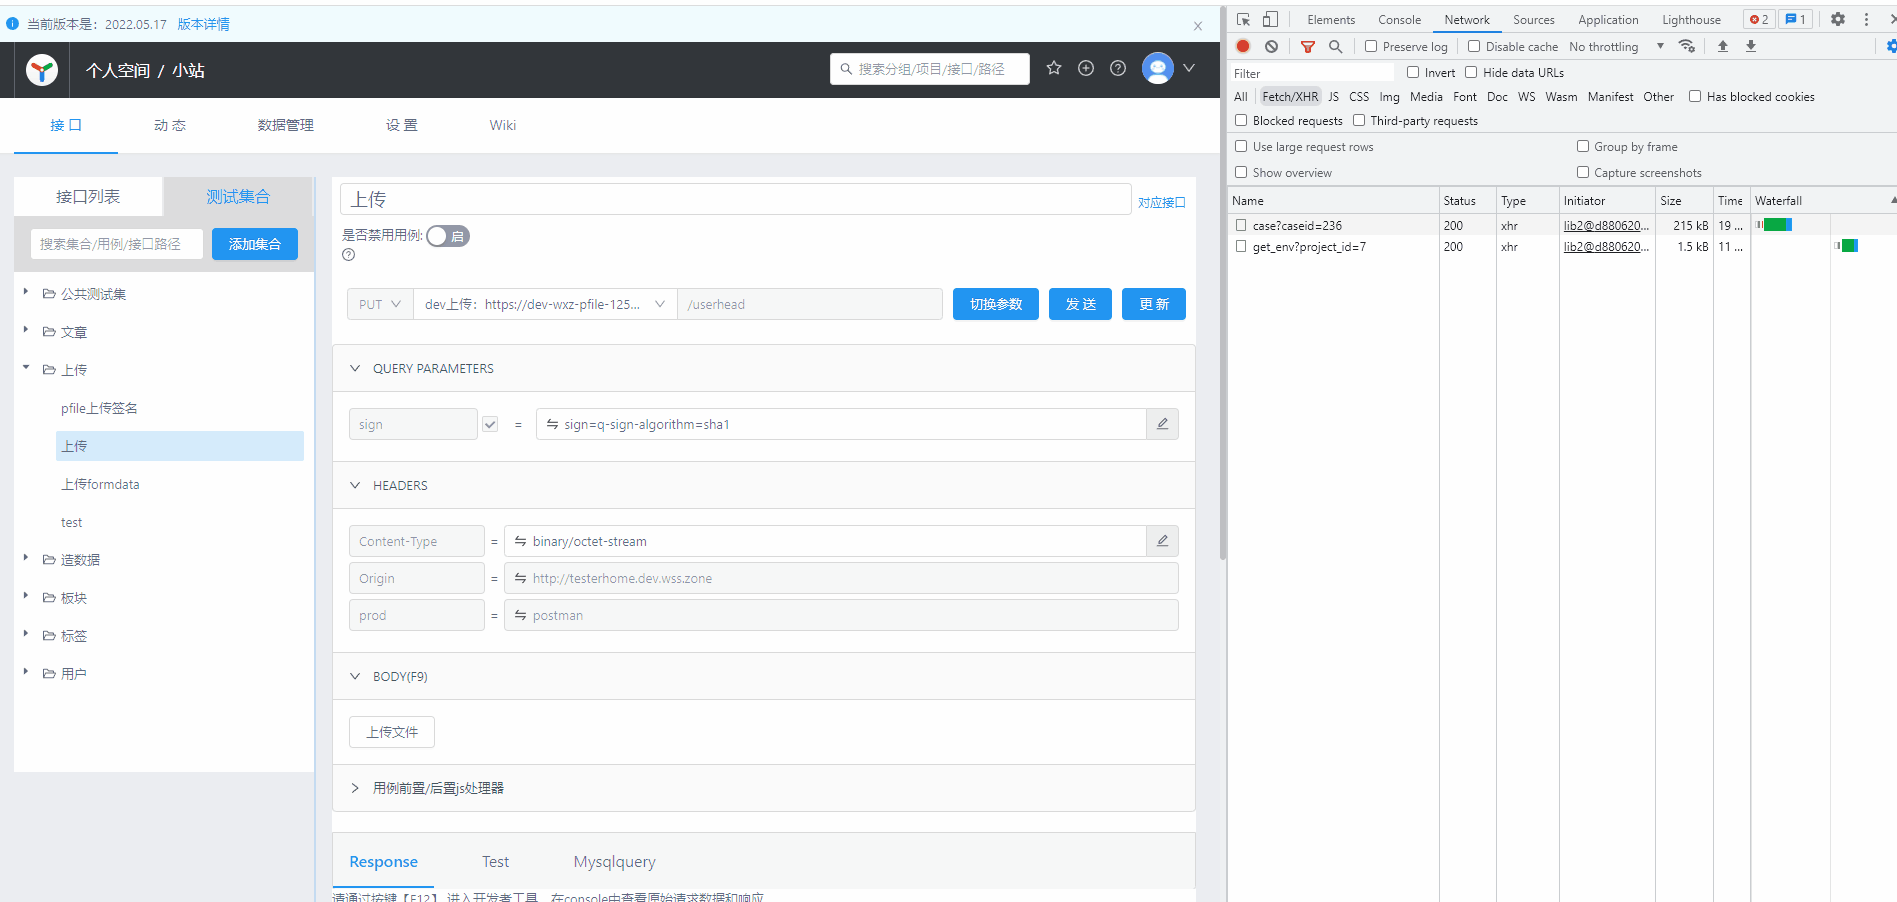 当前版本是：2022.05.17 版本详情
个人空间 / 小站
搜索分组/项目/接口/路径
接 口
动 态
数据管理
设 置
Wiki
接口列表
测试集合
搜索集合/用例/接口路径
添加集合
公共测试集
文章
上传
pfile上传签名
上传
上传formdata
test
造数据
板块
标签
用户
上传
对应接口
是否禁用用例:
启
PUT
dev上传：https://dev-wxz-pfile-125...
/userhead
切换参数
发 送
更 新
QUERY PARAMETERS
sign = sign=q-sign-algorithm=sha1
HEADERS
Content-Type = binary/octet-stream
Origin = http://testerhome.dev.wss.zone
prod = postman
BODY(F9)
上传文件
用例前置/后置js处理器
Response
Test
Mysqlquery
请通过按键【F12】 进入开发者工具，在console中查看原始请求数据和响应
Elements Console Network Sources Application Lighthouse 2 1
Preserve log Disable cache No throttling
Filter Invert Hide data URLs
All Fetch/XHR JS CSS Img Media Font Doc WS Wasm Manifest Other Has blocked cookies
Blocked requests Third-party requests
Use large request rows Group by frame
Show overview Capture screenshots
Name Status Type Initiator Size Time Waterfall
case?caseid=236 200 xhr lib2@d880620... 215 kB 19 ...
get_env?project_id=7 200 xhr lib2@d880620... 1.5 kB 11 ...